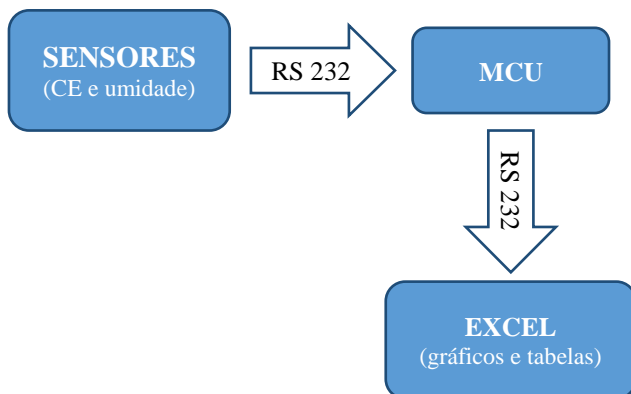 SENSORES
(CE e umidade)
RS 232
MCU
RS 232
EXCEL
(gráficos e tabelas)